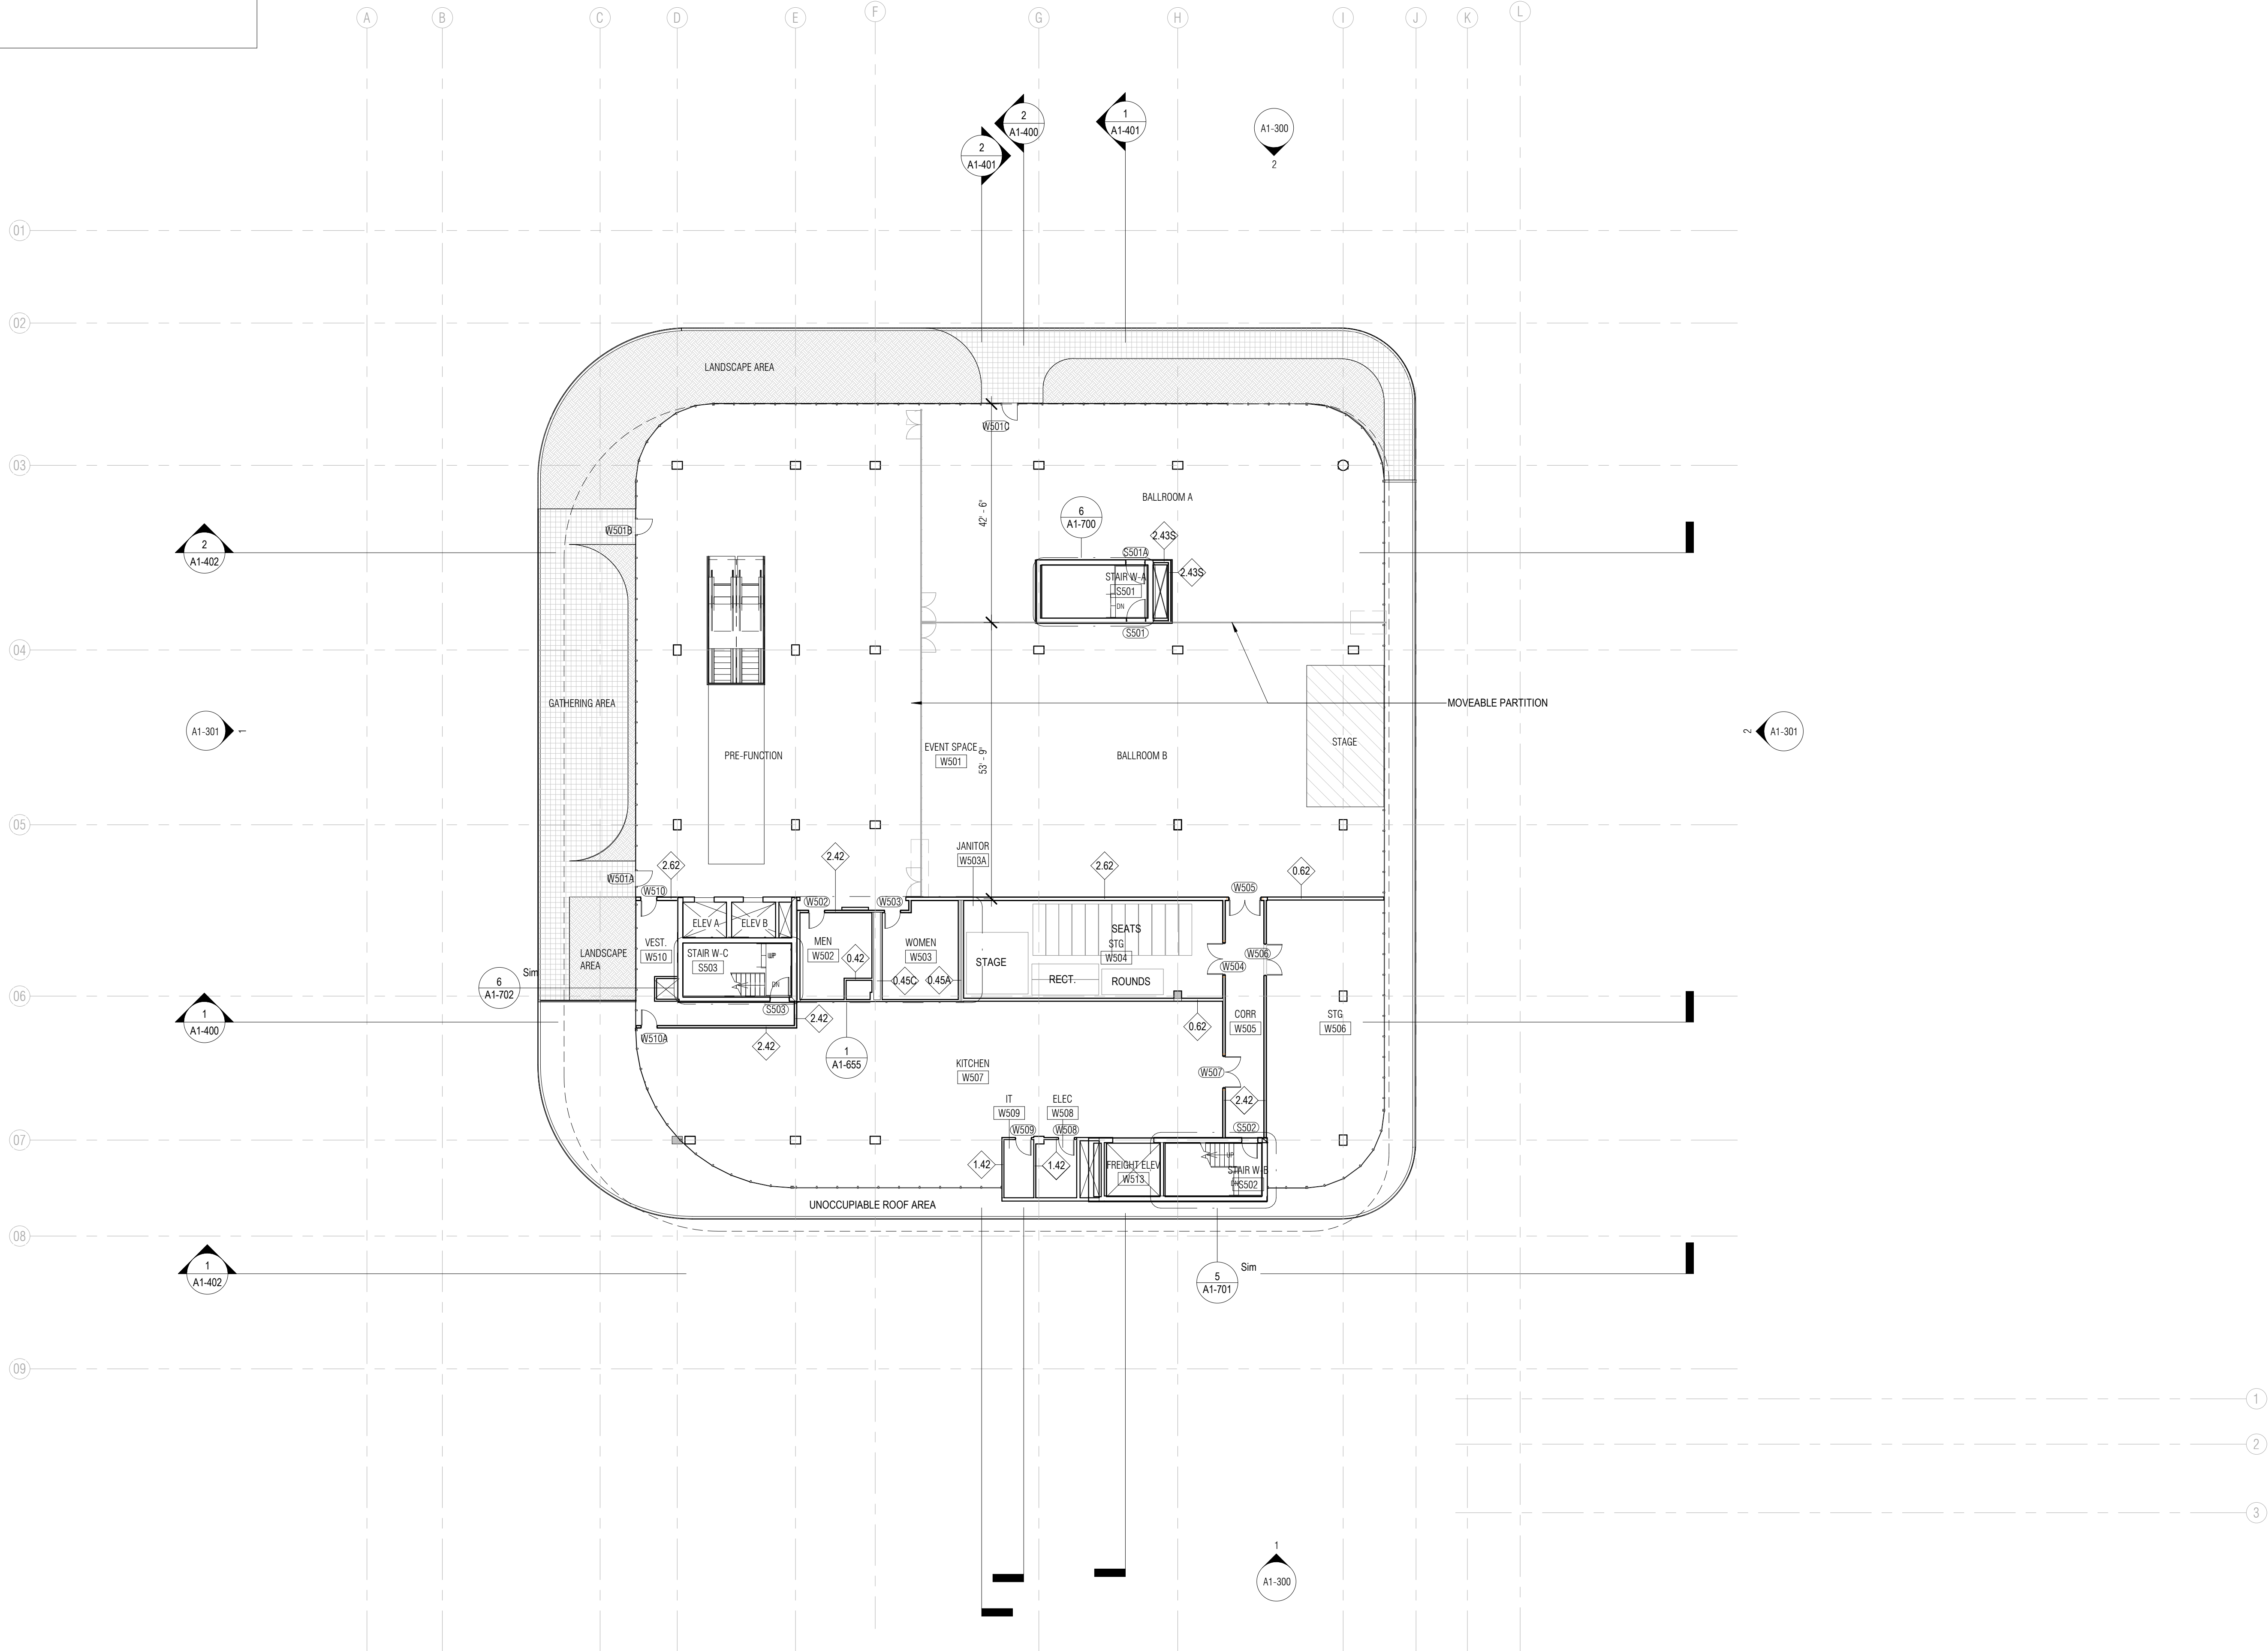 A
B
C
D
E
F
G
H
I
J
K
L
2
A1-400
1
A1-401
2
A1-401
A1-300
2
01
02
03
04
05
06
07
08
09
1
2
3
LANDSCAPE AREA
W501C
BALLROOM A
42' - 6"
6
A1-700
W501B
2.43S
S501A
2.43S
STAIR W-A
S501
DN
S501
2
A1-402
GATHERING AREA
MOVEABLE PARTITION
A1-301
1
2
A1-301
PRE-FUNCTION
EVENT SPACE
W501
53' - 9"
BALLROOM B
STAGE
JANITOR
W503A
2.62
2.42
2.62
0.62
W501A
W510
W502
W503
W505
ELEV A
ELEV B
SEATS
VEST.
W510
STAIR W-C
S503
UP
DN
MEN
W502
0.42
WOMEN
W503
STG
W504
LANDSCAPE
AREA
STAGE
RECT.
ROUNDS
W504
W506
0.45C
0.45A
6
A1-702
Sim
S503
2.42
2.42
W510A
1
A1-655
0.62
CORR
W505
STG
W506
1
A1-400
KITCHEN
W507
W507
IT
W509
ELEC
W508
2.42
W509
W508
S502
1.42
1.42
FREIGHT ELEV
W513
UP
STAIR W-B
DN
S502
UNOCCUPIABLE ROOF AREA
1
A1-402
5
A1-701
Sim
1
A1-300